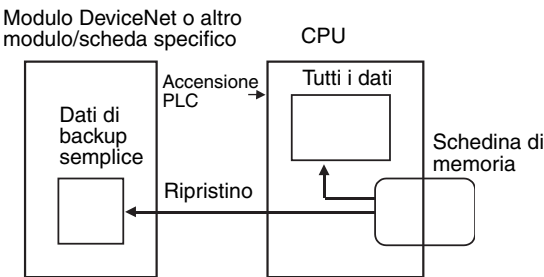 Modulo DeviceNet o altro
modulo/scheda specifico
CPU
Accensione
PLC
Tutti i dati
Dati di
backup
semplice
Schedina di
memoria
Ripristino